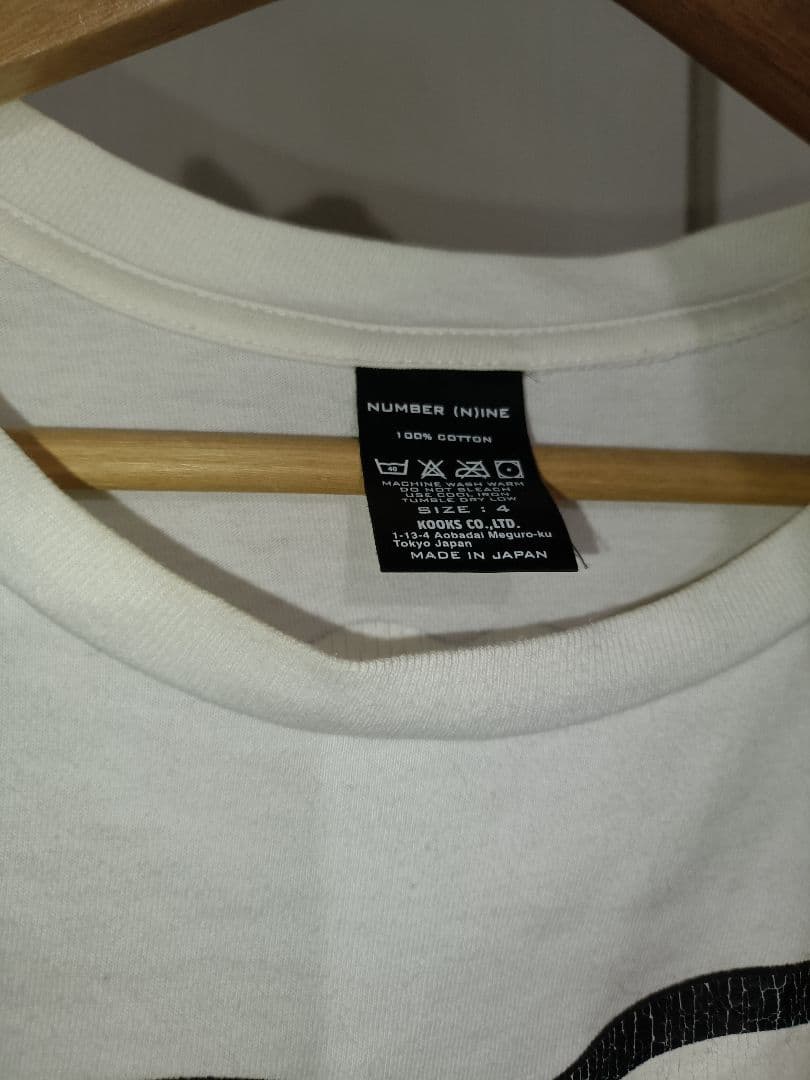 NUMBER (N)INE
100% COTTON
40
MACHINE WASH WARM
DO NOT BLEACH
USE COOL IRON
TUMBLE DRY LOW
SIZE : 4
KOOKS CO.,LTD.
1-13-4 Aobadai Meguro-ku
Tokyo Japan
MADE IN JAPAN